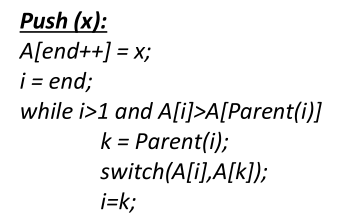 Push (x):
A[end++] = x;
i = end;
while i>1 and A[i]>A[Parent(i)]
k = Parent(i);
switch(A[i],A[k]);
i=k;